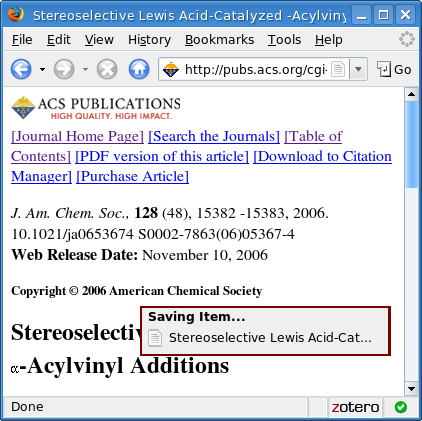 Stereoselective Lewis Acid-Catalyzed -Acylviny
File Edit View History Bookmarks Tools Help
http://pubs.acs.org/cgi- Go
ACS PUBLICATIONS
HIGH QUALITY. HIGH IMPACT.
[Journal Home Page] [Search the Journals] [Table of
Contents] [PDF version of this article] [Download to Citation
Manager] [Purchase Article]
J. Am. Chem. Soc., 128 (48), 15382 -15383, 2006.
10.1021/ja0653674 S0002-7863(06)05367-4
Web Release Date: November 10, 2006
Copyright © 2006 American Chemical Society
Saving Item...
Stereoselective Lewis Acid-Cat...
Stereoselectiv
α-Acylvinyl Additions
Done zotero